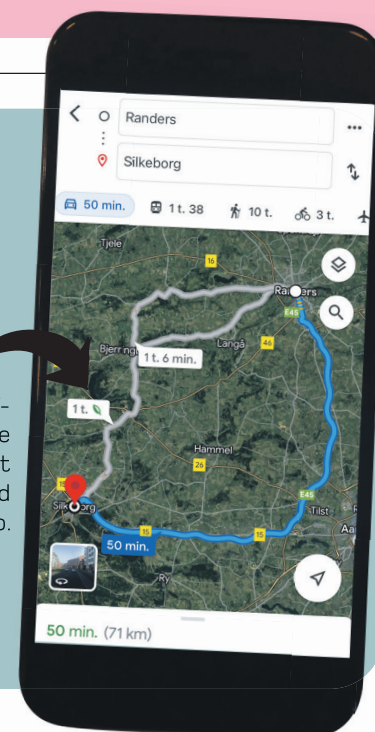 Randers
Silkeborg
50 min.
1 t. 38
10 t.
3 t.
Tjele
16
Randers
E45
Bjerring
Langå
46
1 t. 6 min.
1 t.
Hammel
26
E45
15
Silkeborg
Tilst
15
15
50 min.
Ry
50 min. (71 km)